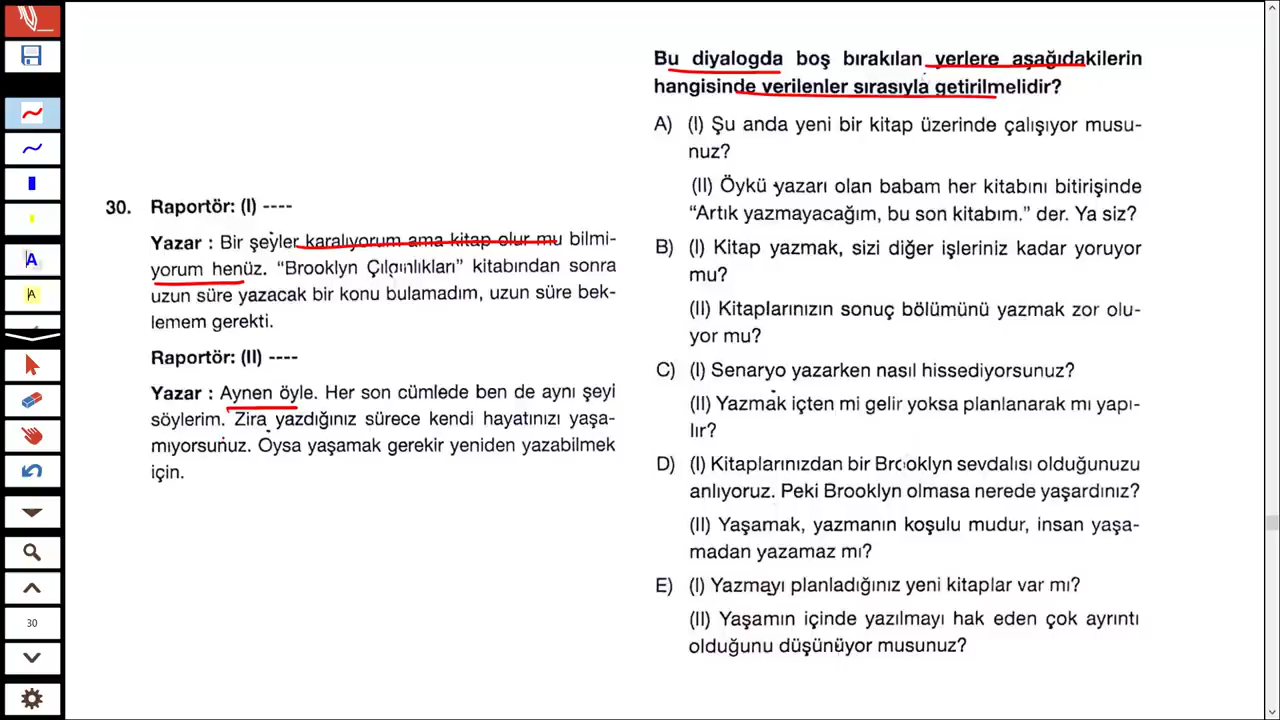 30. Raportör: (I) ----
Yazar : Bir şeyler karalıyorum ama kitap olur mu bilmi-
yorum henüz. “Brooklyn Çılgınlıkları” kitabından sonra
uzun süre yazacak bir konu bulamadım, uzun süre bek-
lemem gerekti.
Raportör: (II) ----
Yazar : Aynen öyle. Her son cümlede ben de aynı şeyi
söylerim. Zira yazdığınız sürece kendi hayatınızı yaşa-
mıyorsunuz. Oysa yaşamak gerekir yeniden yazabilmek
için.
Bu diyalogda boş bırakılan yerlere aşağıdakilerin
hangisinde verilenler sırasıyla getirilmelidir?
A) (I) Şu anda yeni bir kitap üzerinde çalışıyor musu-
nuz?
(II) Öykü yazarı olan babam her kitabını bitirişinde
“Artık yazmayacağım, bu son kitabım.” der. Ya siz?
B) (I) Kitap yazmak, sizi diğer işleriniz kadar yoruyor
mu?
(II) Kitaplarınızın sonuç bölümünü yazmak zor olu-
yor mu?
C) (I) Senaryo yazarken nasıl hissediyorsunuz?
(II) Yazmak içten mi gelir yoksa planlanarak mı yapı-
lır?
D) (I) Kitaplarınızdan bir Brooklyn sevdalısı olduğunuzu
anlıyoruz. Peki Brooklyn olmasa nerede yaşardınız?
(II) Yaşamak, yazmanın koşulu mudur, insan yaşa-
madan yazamaz mı?
E) (I) Yazmayı planladığınız yeni kitaplar var mı?
(II) Yaşamın içinde yazılmayı hak eden çok ayrıntı
olduğunu düşünüyor musunuz?
A
A
30